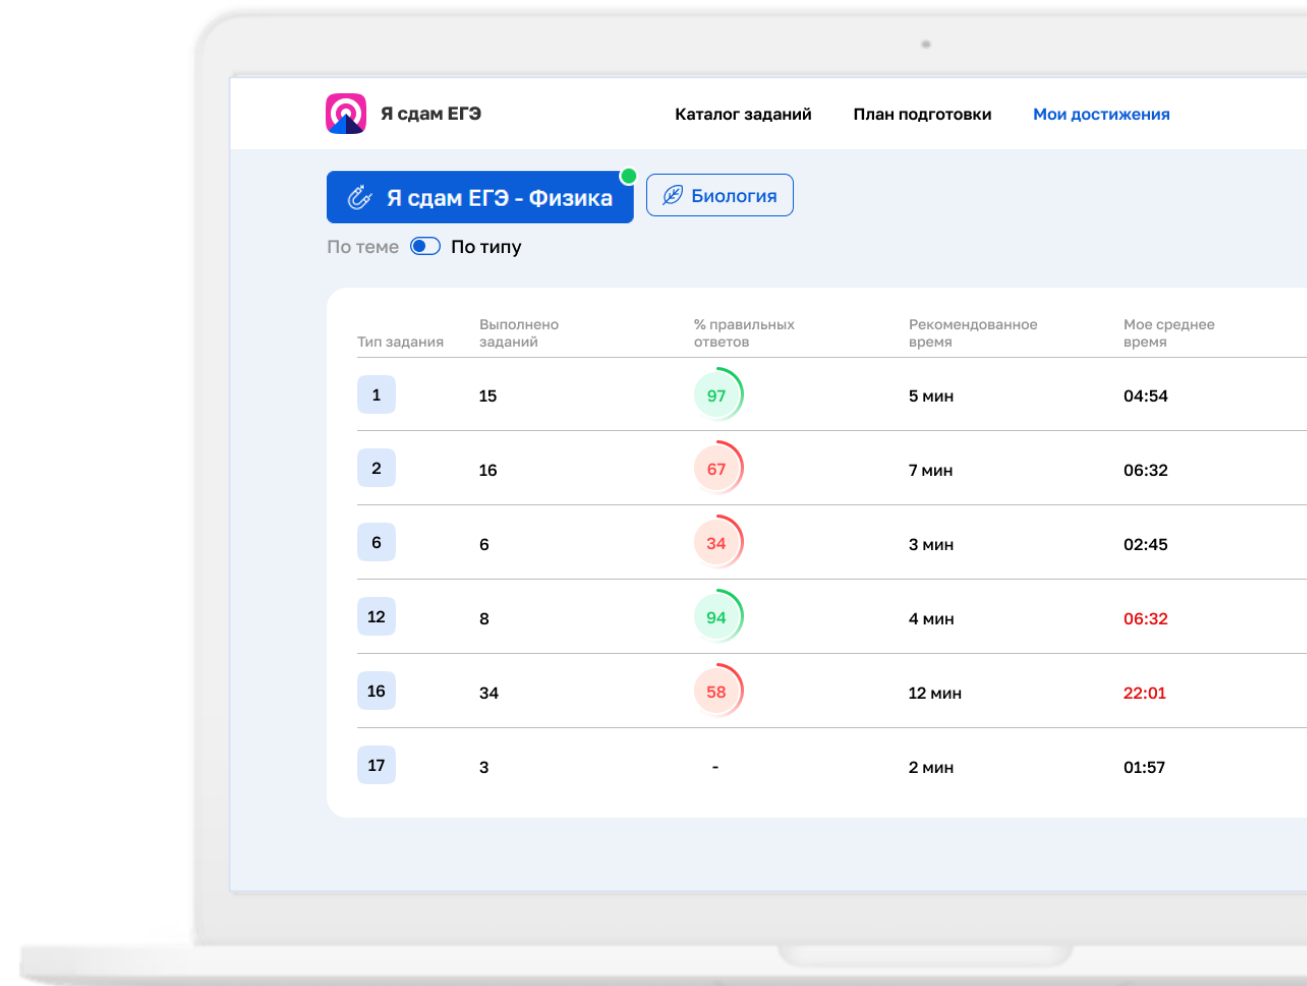 Я сдам ЕГЭ
Каталог заданий
План подготовки
Мои достижения
Я сдам ЕГЭ - Физика
Биология
По теме
По типу
Тип задания
Выполнено
заданий
% правильных
ответов
Рекомендованное
время
Мое среднее
время
1 15 97 5 мин 04:54
2 16 67 7 мин 06:32
6 6 34 3 мин 02:45
12 8 94 4 мин 06:32
16 34 58 12 мин 22:01
17 3 - 2 мин 01:57